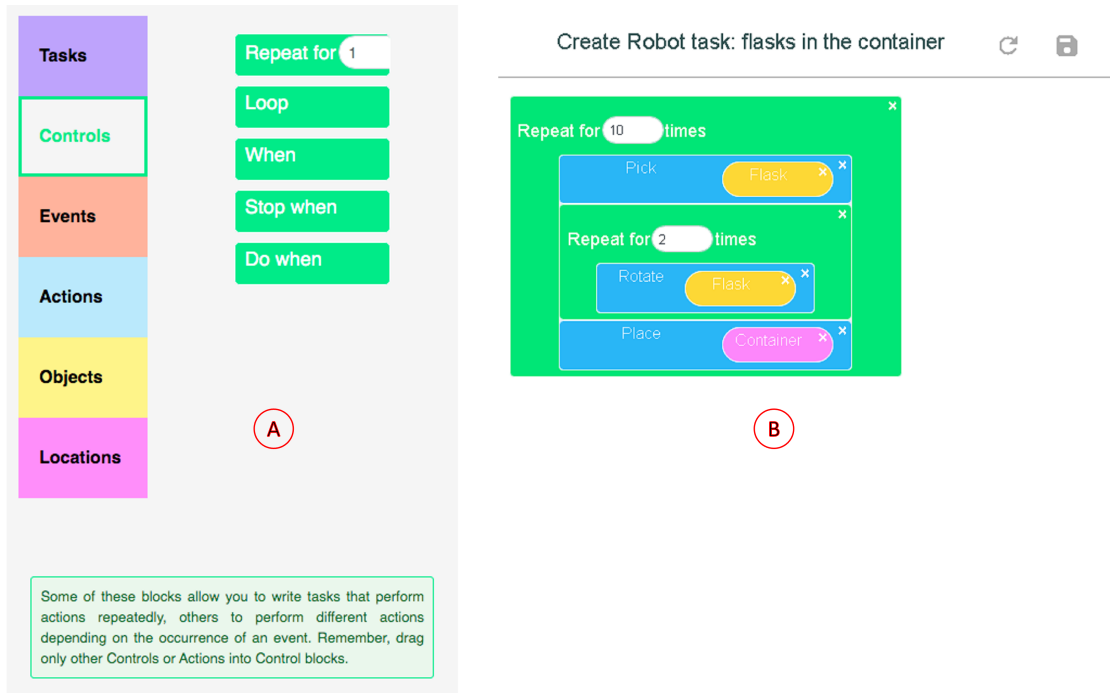 Tasks
Controls
Events
Actions
Objects
Locations
Repeat for 1
Loop
When
Stop when
Do when
A
Some of these blocks allow you to write tasks that perform
actions repeatedly, others to perform different actions
depending on the occurrence of an event. Remember, drag
only other Controls or Actions into Control blocks.
Create Robot task: flasks in the container
Repeat for 10 times
Pick Flask
Repeat for 2 times
Rotate Flask
Place Container
B